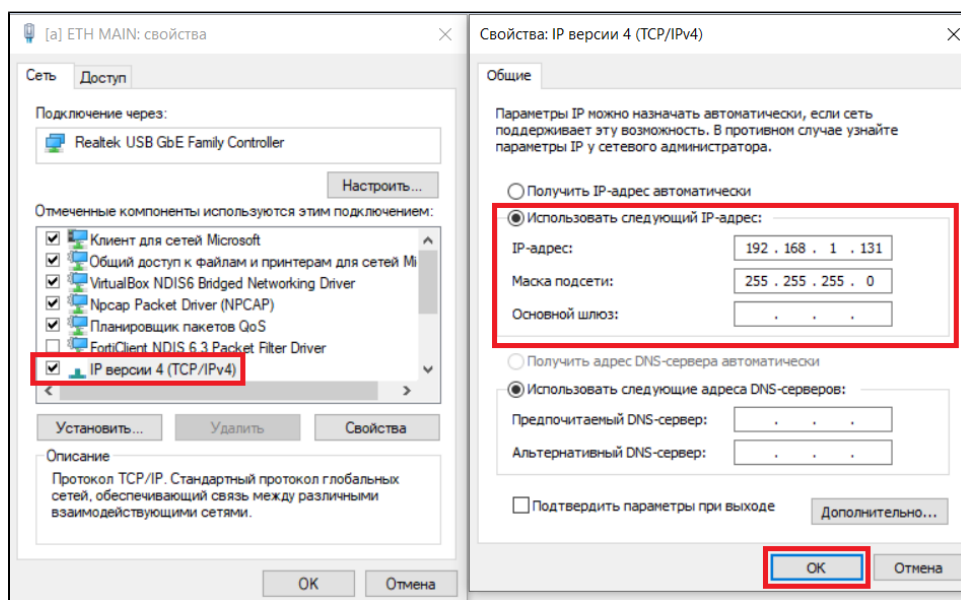 [a] ETH MAIN: свойства
Сеть
Доступ
Подключение через:
Realtek USB GbE Family Controller
Настроить...
Отмеченные компоненты используются этим подключением:
Клиент для сетей Microsoft
Общий доступ к файлам и принтерам для сетей Mi
VirtualBox NDIS6 Bridged Networking Driver
Npcap Packet Driver (NPCAP)
Планировщик пакетов QoS
FortiClient NDIS 6.3 Packet Filter Driver
IP версии 4 (TCP/IPv4)
Установить...
Удалить
Свойства
Описание
Протокол TCP/IP. Стандартный протокол глобальных
сетей, обеспечивающий связь между различными
взаимодействующими сетями.
OK
Отмена
Свойства: IP версии 4 (TCP/IPv4)
Общие
Параметры IP можно назначать автоматически, если сеть
поддерживает эту возможность. В противном случае узнайте
параметры IP у сетевого администратора.
Получить IP-адрес автоматически
Использовать следующий IP-адрес:
IP-адрес:
192 . 168 . 1 . 131
Маска подсети:
255 . 255 . 255 . 0
Основной шлюз:
. . .
Получить адрес DNS-сервера автоматически
Использовать следующие адреса DNS-серверов:
Предпочитаемый DNS-сервер:
. . .
Альтернативный DNS-сервер:
. . .
Подтвердить параметры при выходе
Дополнительно...
OK
Отмена